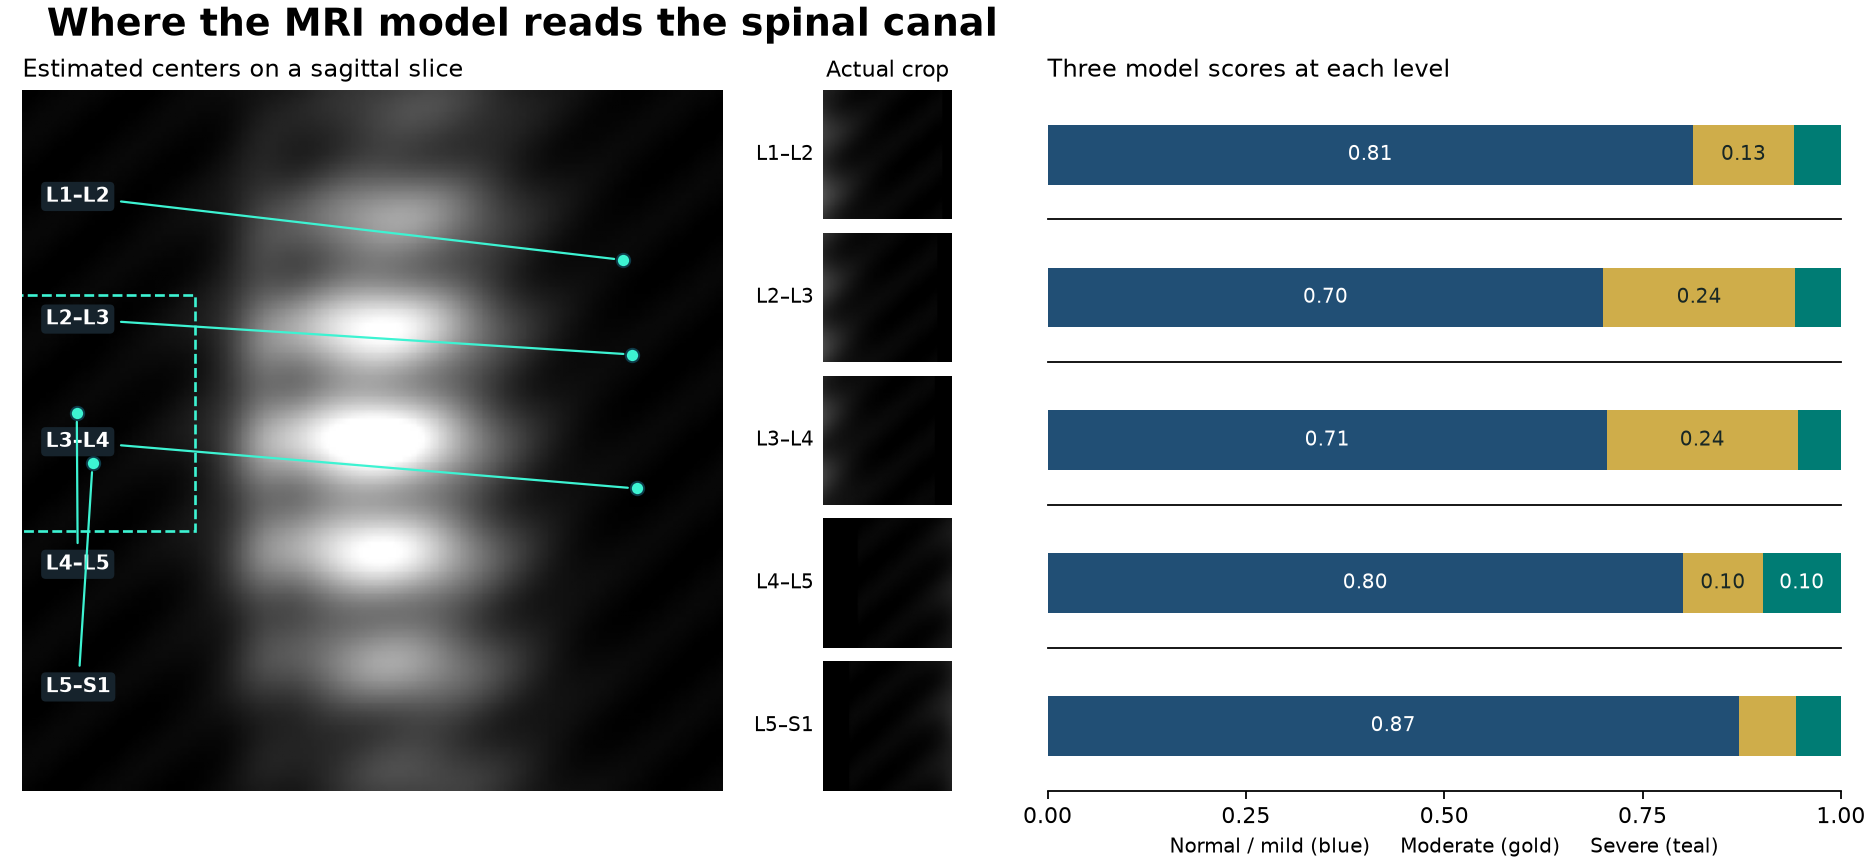 Where the MRI model reads the spinal canal
Estimated centers on a sagittal slice
L1–L2
L2–L3
L3–L4
L4–L5
L5–S1
Actual crop
L1–L2
L2–L3
L3–L4
L4–L5
L5–S1
Three model scores at each level
0.81 0.13
0.70 0.24
0.71 0.24
0.80 0.10 0.10
0.87
0.00 0.25 0.50 0.75 1.00
Normal / mild (blue) Moderate (gold) Severe (teal)